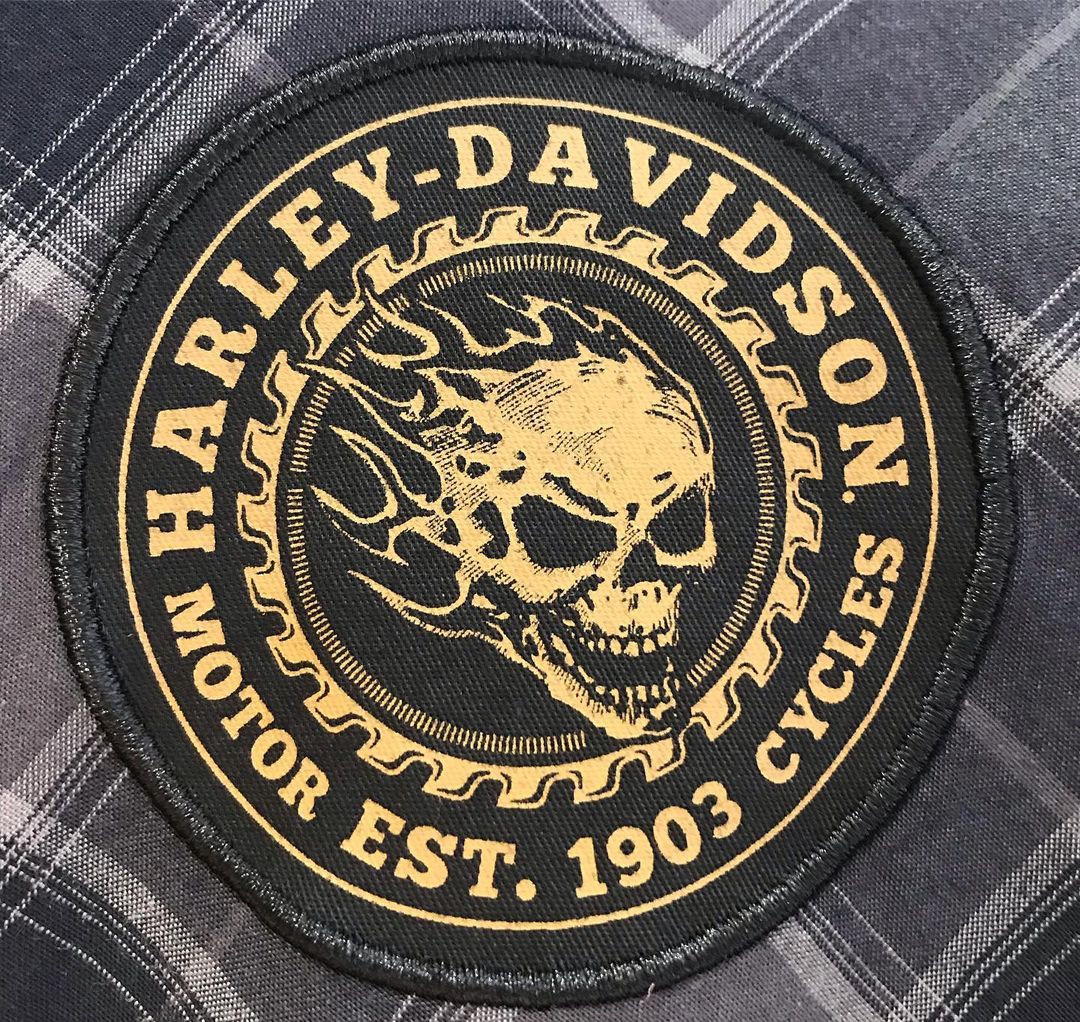 HARLEY-DAVIDSON
MOTOR EST. 1903 CYCLES